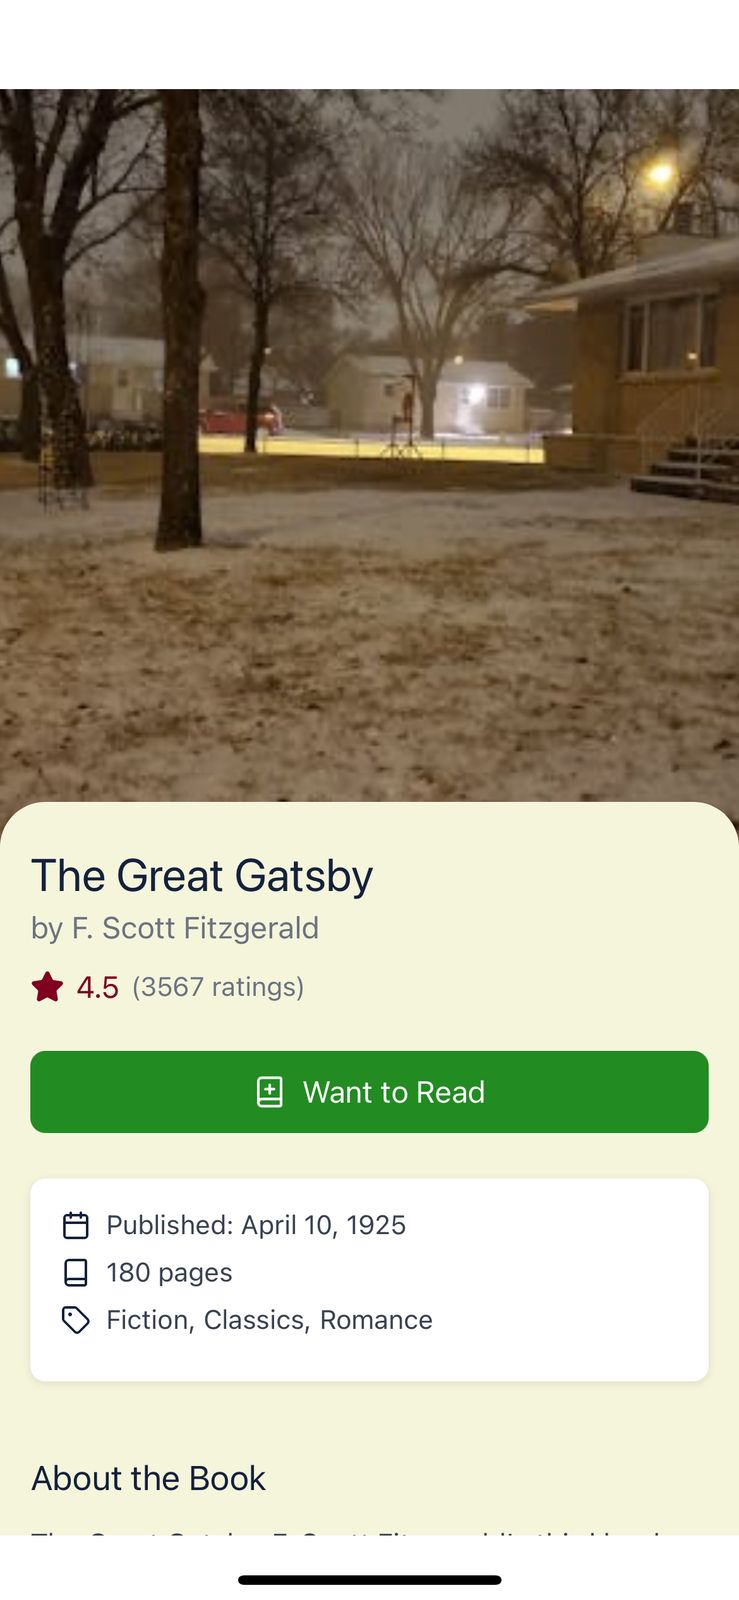 The Great Gatsby
by F. Scott Fitzgerald
4.5 (3567 ratings)
Want to Read
Published: April 10, 1925
180 pages
Fiction, Classics, Romance
About the Book